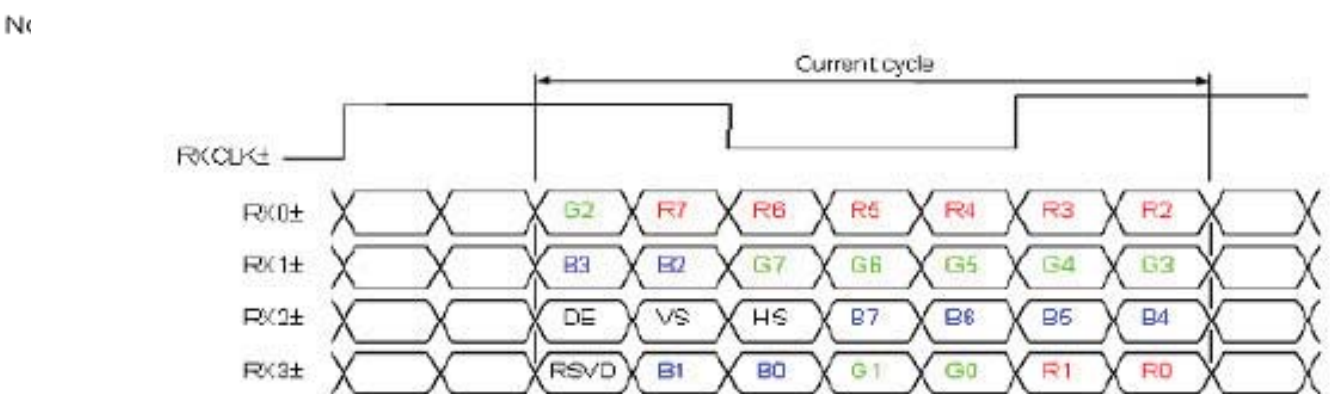 Current cycle
RXCLK±
RX0± G2 R7 R6 R5 R4 R3 R2
RX1± B3 B2 G7 G6 G5 G4 G3
RX2± DE VS HS B7 B6 B5 B4
RX3± RSVD B1 B0 G1 G0 R1 R0